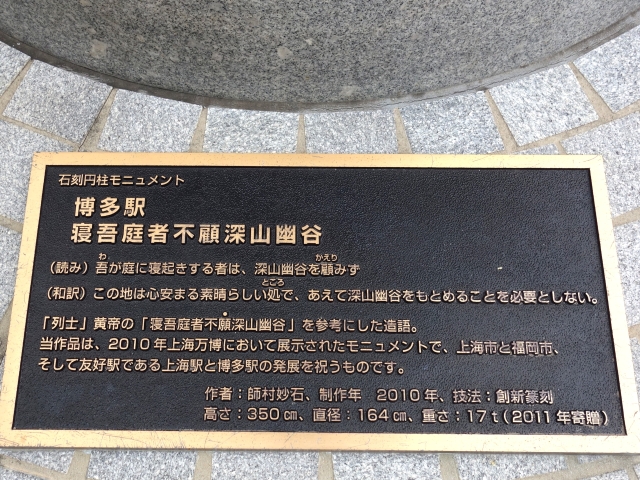 石刻円柱モニュメント
博多駅
寝吾庭者不顧深山幽谷
(読み)吾が庭に寝起きする者は、深山幽谷を顧みず
わ かえり
(和訳)この地は心安まる素晴らしい処で、あえて深山幽谷をもとめることを必要としない。
ところ
「列士」黄帝の「寝吾庭者不願深山幽谷」を参考にした造語。
当作品は、2010年上海万博において展示されたモニュメントで、上海市と福岡市、
そして友好駅である上海駅と博多駅の発展を祝うものです。
作者：師村妙石、制作年 2010年、技法：創新篆刻
高さ：350㎝、直径：164㎝、重さ：17t(2011年寄贈)